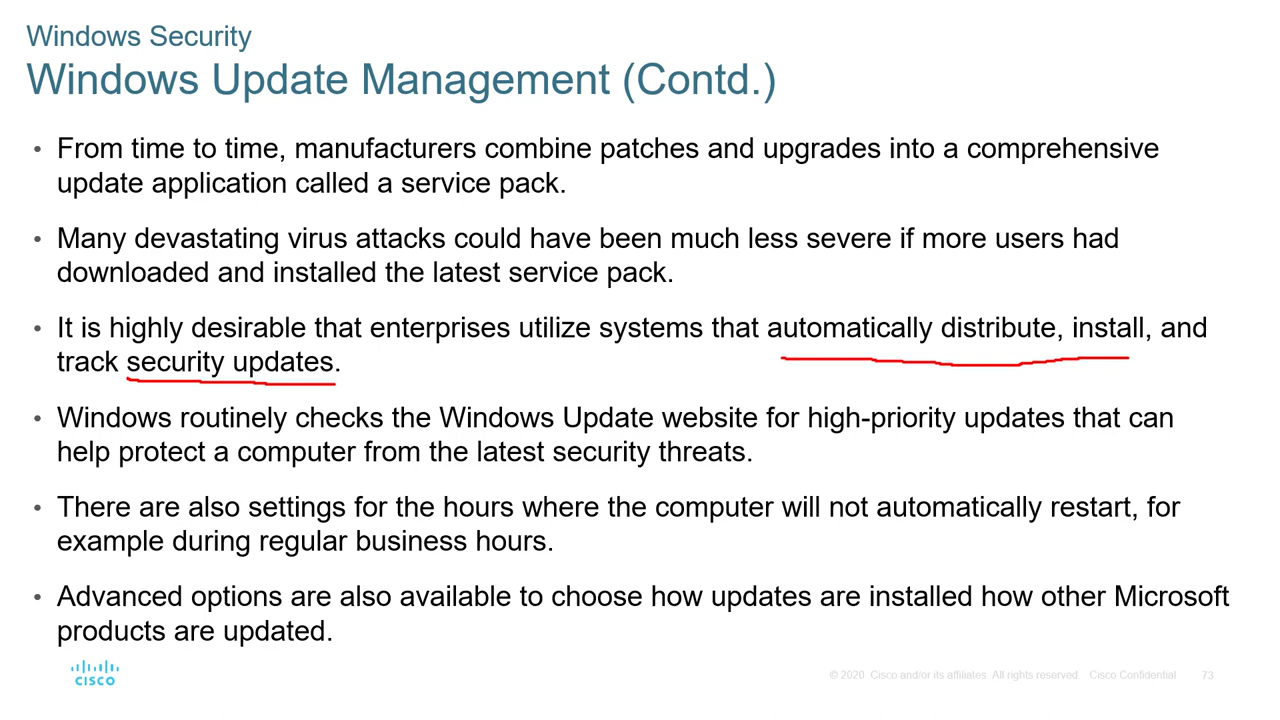 Windows Security
Windows Update Management (Contd.)
• From time to time, manufacturers combine patches and upgrades into a comprehensive
update application called a service pack.
• Many devastating virus attacks could have been much less severe if more users had
downloaded and installed the latest service pack.
• It is highly desirable that enterprises utilize systems that automatically distribute, install, and
track security updates.
• Windows routinely checks the Windows Update website for high-priority updates that can
help protect a computer from the latest security threats.
• There are also settings for the hours where the computer will not automatically restart, for
example during regular business hours.
• Advanced options are also available to choose how updates are installed how other Microsoft
products are updated.
CISCO
© 2020 Cisco and/or its affiliates. All rights reserved. Cisco Confidential 73